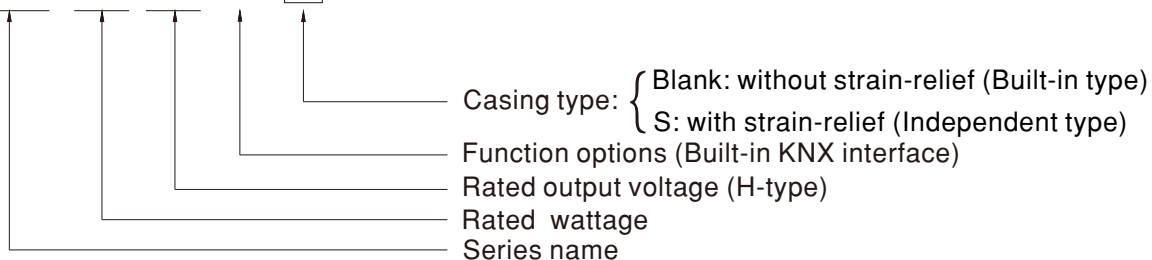 Blank: without strain-relief (Built-in type)
Casing type:
S: with strain-relief (Independent type)
Function options (Built-in KNX interface)
Rated output voltage (H-type)
Rated wattage
Series name